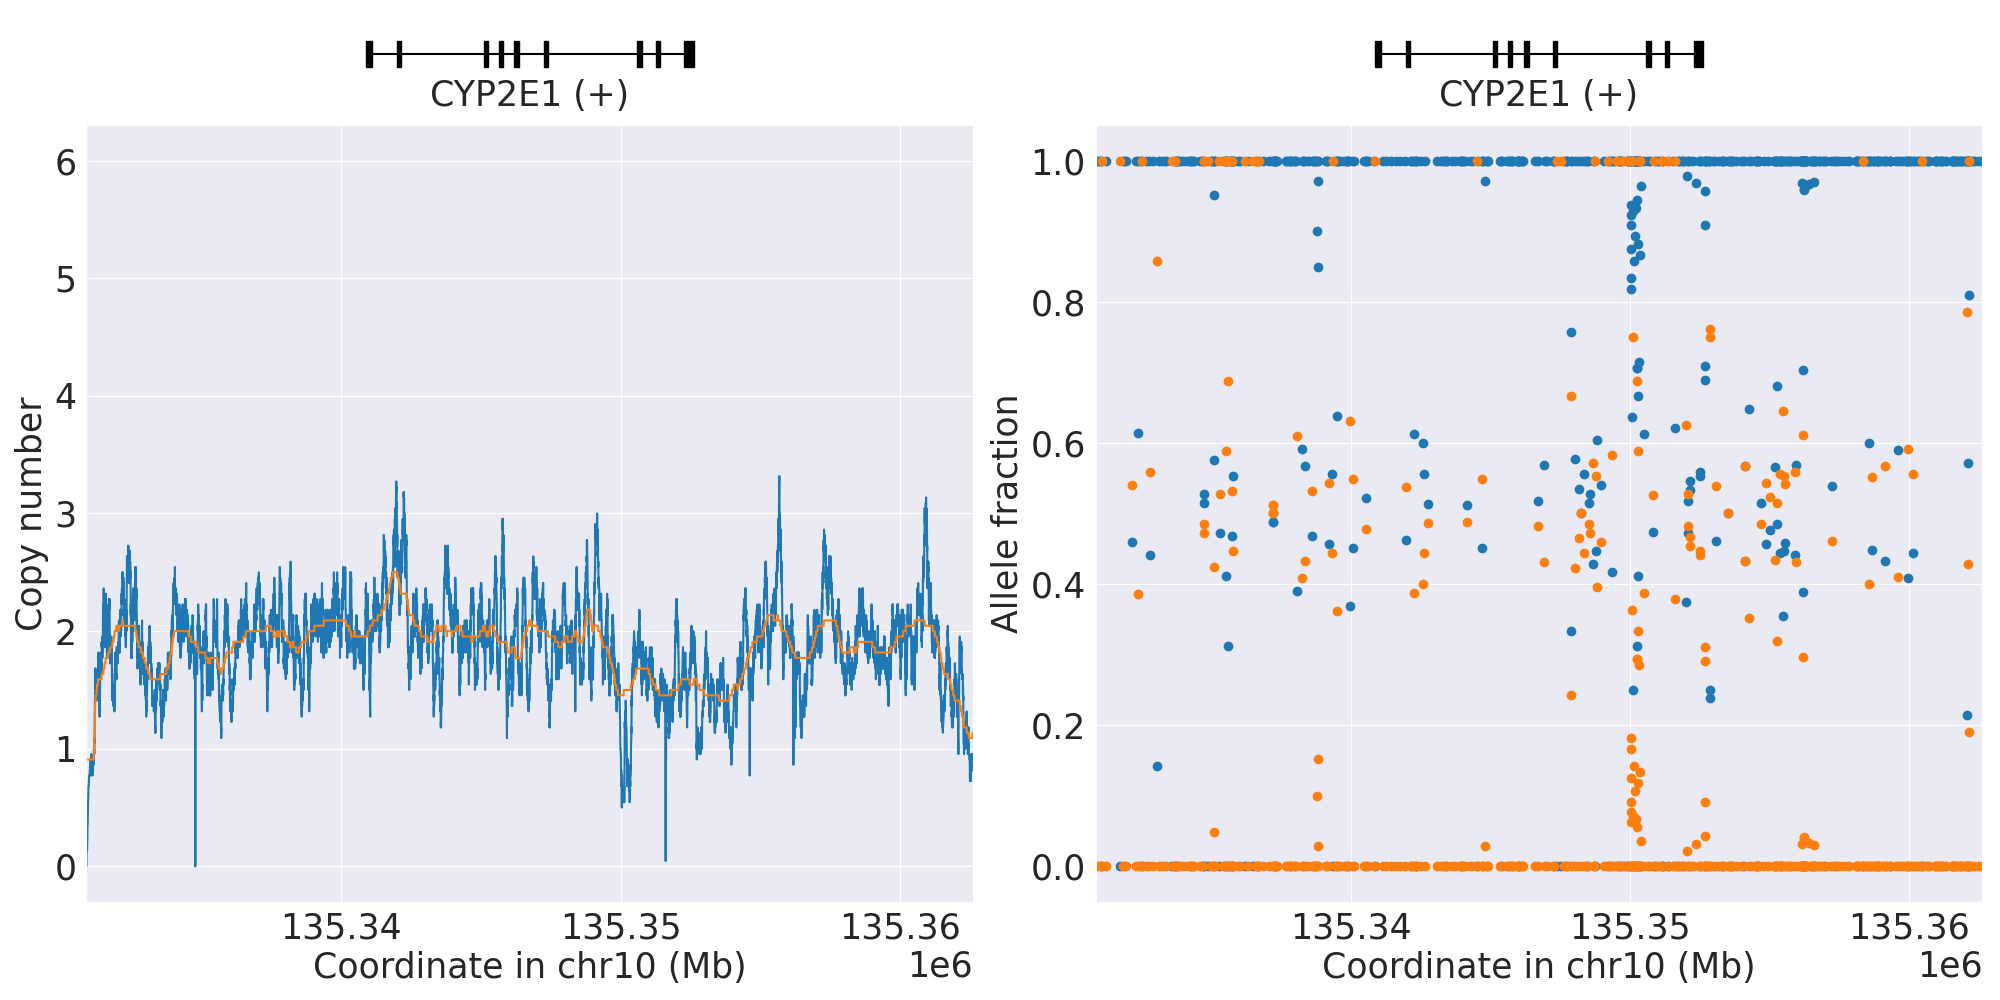 CYP2E1 (+)
6
5
4
3
2
1
0
Copy number
135.34 135.35 135.36
Coordinate in chr10 (Mb) 1e6
CYP2E1 (+)
1.0
0.8
0.6
0.4
0.2
0.0
Allele fraction
135.34 135.35 135.36
Coordinate in chr10 (Mb) 1e6